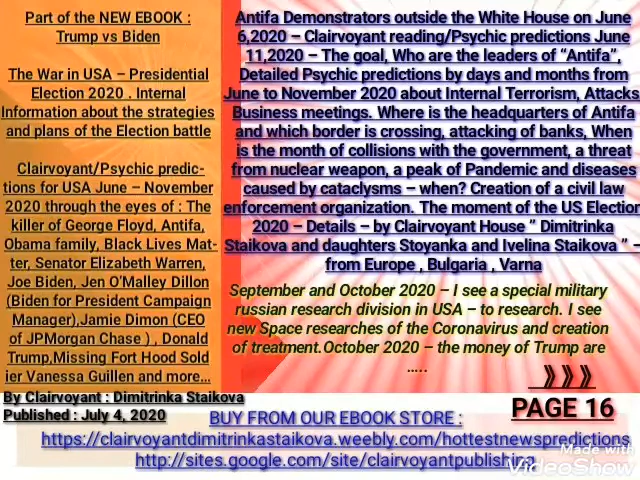 Part of the NEW EBOOK :
Trump vs Biden
The War in USA – Presidential
Election 2020 . Internal
Information about the strategies
and plans of the Election battle
Clairvoyant/Psychic predic-
tions for USA June – November
2020 through the eyes of : The
killer of George Floyd, Antifa,
Obama family, Black Lives Mat-
ter, Senator Elizabeth Warren,
Joe Biden, Jen O’Malley Dillon
(Biden for President Campaign
Manager),Jamie Dimon (CEO
of JPMorgan Chase ) , Donald
Trump,Missing Fort Hood Sold
ier Vanessa Guillen and more...
By Clairvoyant : Dimitrinka Staikova
Published : July 4, 2020
Antifa Demonstrators outside the White House on June
6,2020 – Clairvoyant reading/Psychic predictions June
11,2020 – The goal, Who are the leaders of “Antifa”,
Detailed Psychic predictions by days and months from
June to November 2020 about Internal Terrorism, Attacks,
Business meetings. Where is the headquarters of Antifa
and which border is crossing, attacking of banks, When
is the month of collisions with the government, a threat
from nuclear weapon, a peak of Pandemic and diseases
caused by cataclysms – when? Creation of a civil law
enforcement organization. The moment of the US Election
2020 – Details – by Clairvoyant House ” Dimitrinka
Staikova and daughters Stoyanka and Ivelina Staikova ” –
from Europe , Bulgaria , Varna
September and October 2020 – I see a special military
russian research division in USA – to research. I see
new Space researches of the Coronavirus and creation
of treatment.October 2020 – the money of Trump are
.....
》》》
PAGE 16
BUY FROM OUR EBOOK STORE :
https://clairvoyantdimitrinkastaikova.weebly.com/hottestnewspredictions
http://sites.google.com/site/clairvoyantpublishing
Made with
VideoShow